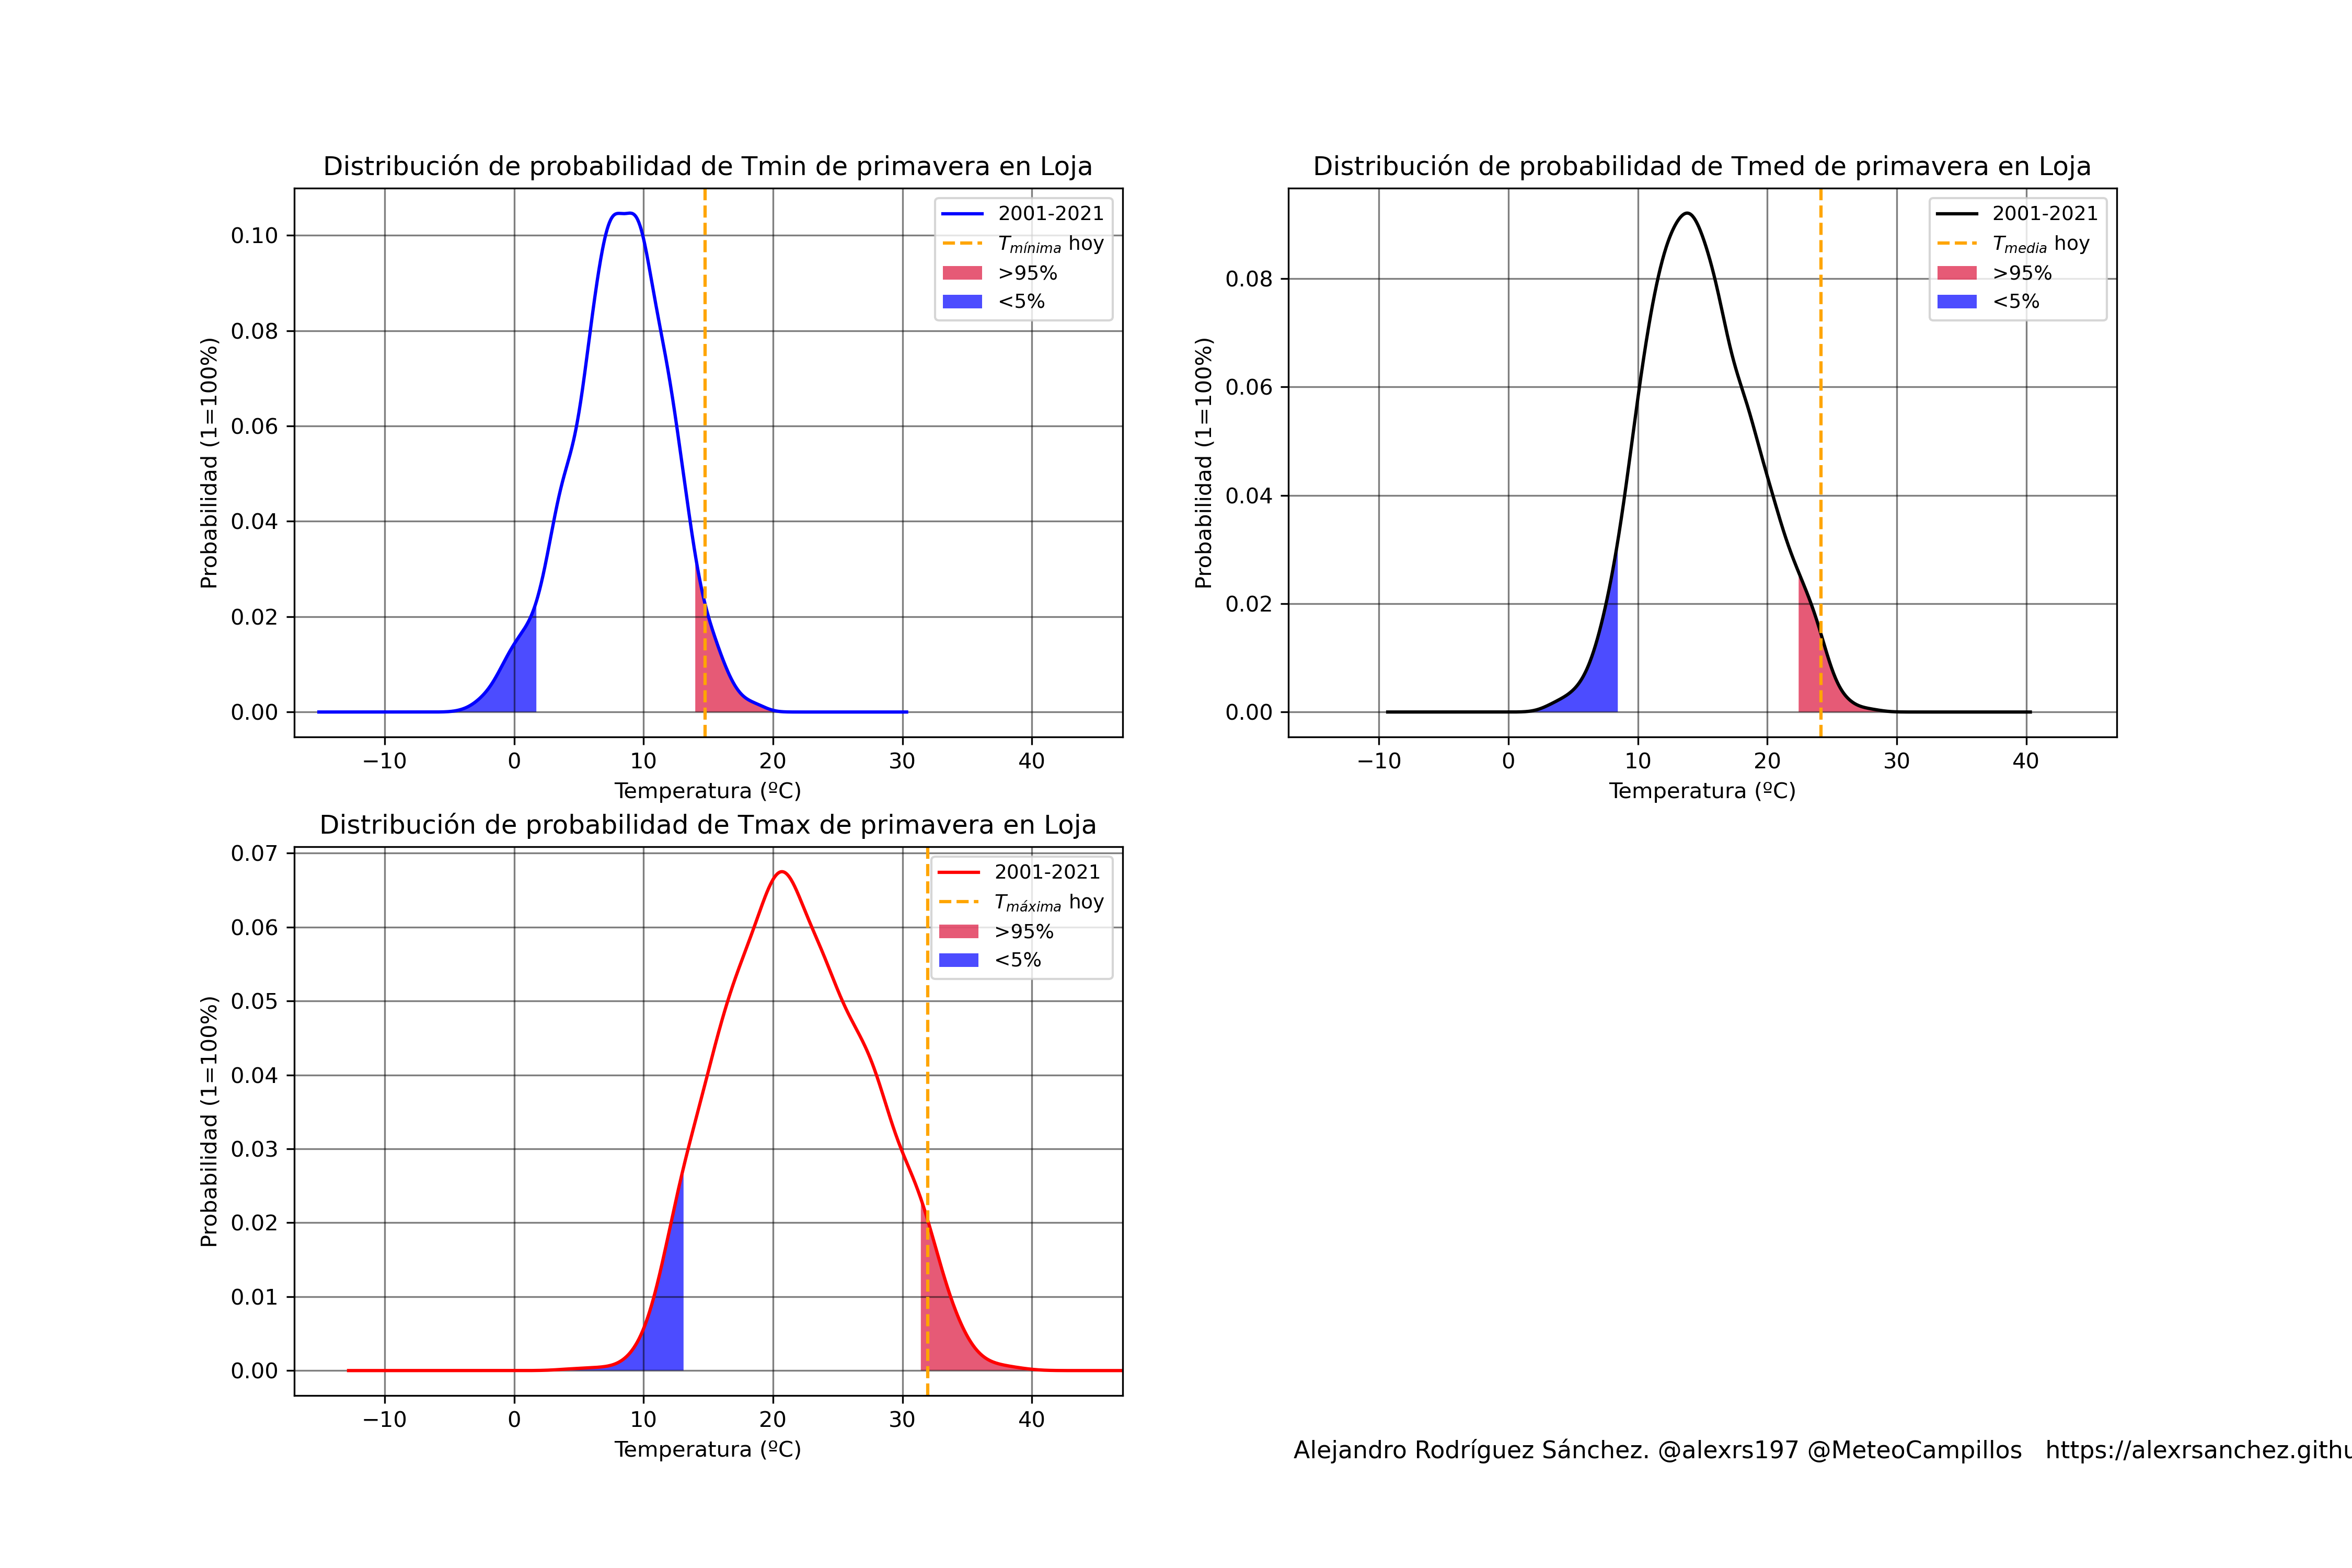 Distribución de probabilidad de Tmin de primavera en Loja
0.10
0.08
0.06
0.04
0.02
0.00
Probabilidad (1=100%)
2001-2021
Tmínima hoy
>95%
<5%
−10 0 10 20 30 40
Temperatura (ºC)
Distribución de probabilidad de Tmed de primavera en Loja
0.08
0.06
0.04
0.02
0.00
Probabilidad (1=100%)
2001-2021
Tmedia hoy
>95%
<5%
−10 0 10 20 30 40
Temperatura (ºC)
Distribución de probabilidad de Tmax de primavera en Loja
0.07
0.06
0.05
0.04
0.03
0.02
0.01
0.00
Probabilidad (1=100%)
2001-2021
Tmáxima hoy
>95%
<5%
−10 0 10 20 30 40
Temperatura (ºC)
Alejandro Rodríguez Sánchez. @alexrs197 @MeteoCampillos https://alexrsanchez.githu